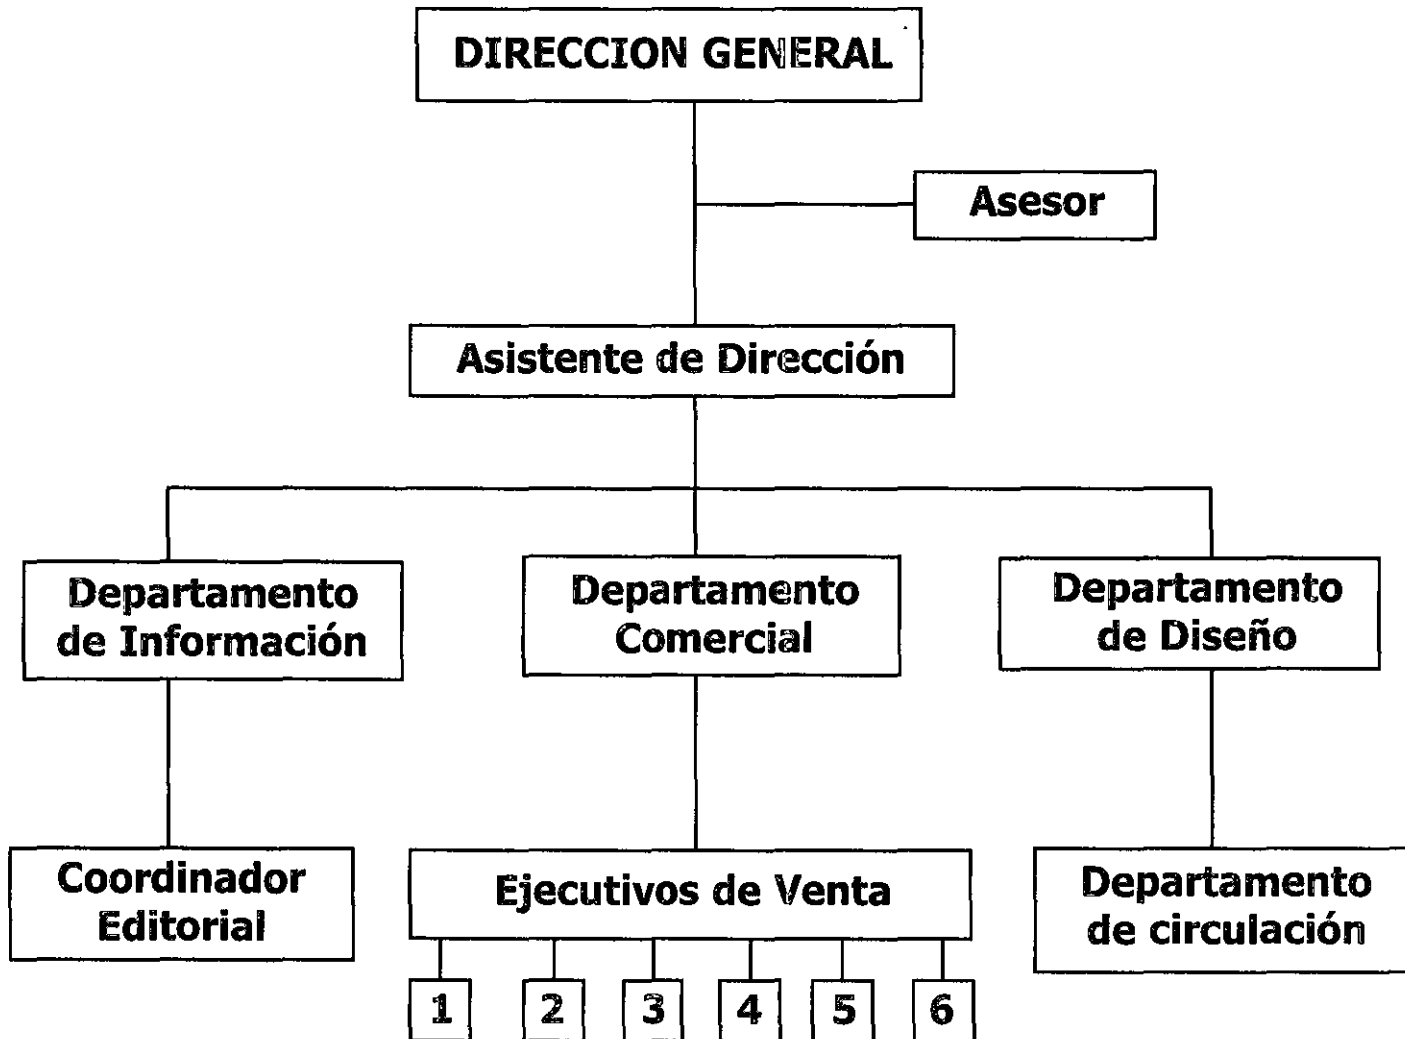 DIRECCION GENERAL
Asesor
Asistente de Dirección
Departamento
de Información
Departamento
Comercial
Departamento
de Diseño
Coordinador
Editorial
Ejecutivos de Venta
Departamento
de circulación
1
2
3
4
5
6